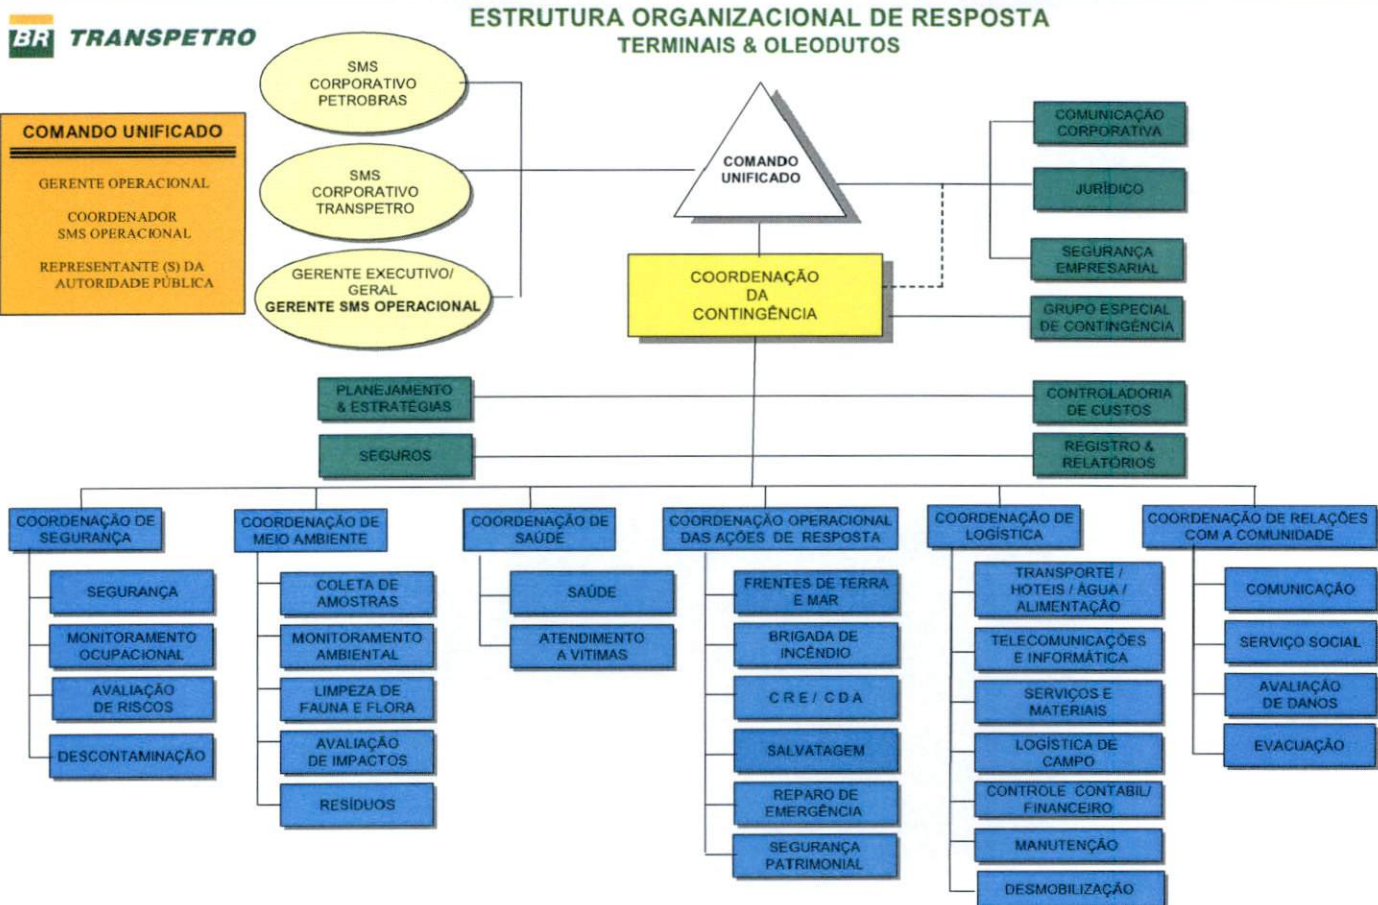 ESTRUTURA ORGANIZACIONAL DE RESPOSTA
TERMINAIS & OLEODUTOS
BR TRANSPETRO
COMANDO UNIFICADO
GERENTE OPERACIONAL
COORDENADOR
SMS OPERACIONAL
REPRESENTANTE (S) DA
AUTORIDADE PÚBLICA
SMS
CORPORATIVO
PETROBRAS
SMS
CORPORATIVO
TRANSPETRO
GERENTE EXECUTIVO/
GERAL
GERENTE SMS OPERACIONAL
COMANDO
UNIFICADO
COORDENAÇÃO
DA
CONTINGÊNCIA
COMUNICAÇÃO
CORPORATIVA
JURÍDICO
SEGURANÇA
EMPRESARIAL
GRUPO ESPECIAL
DE CONTINGÊNCIA
PLANEJAMENTO
& ESTRATÉGIAS
CONTROLADORIA
DE CUSTOS
SEGUROS
REGISTRO &
RELATÓRIOS
COORDENAÇÃO DE
SEGURANÇA
SEGURANÇA
MONITORAMENTO
OCUPACIONAL
AVALIAÇÃO
DE RISCOS
DESCONTAMINAÇÃO
COORDENAÇÃO DE
MEIO AMBIENTE
COLETA DE
AMOSTRAS
MONITORAMENTO
AMBIENTAL
LIMPEZA DE
FAUNA E FLORA
AVALIAÇÃO
DE IMPACTOS
RESÍDUOS
COORDENAÇÃO DE
SAÚDE
SAÚDE
ATENDIMENTO
A VITIMAS
COORDENAÇÃO OPERACIONAL
DAS AÇÕES DE RESPOSTA
FRENTES DE TERRA
E MAR
BRIGADA DE
INCÊNDIO
C R E / C D A
SALVATAGEM
REPARO DE
EMERGÊNCIA
SEGURANÇA
PATRIMONIAL
COORDENAÇÃO DE
LOGÍSTICA
TRANSPORTE /
HOTEIS / ÁGUA /
ALIMENTAÇÃO
TELECOMUNICAÇÕES
E INFORMÁTICA
SERVIÇOS E
MATERIAIS
LOGÍSTICA DE
CAMPO
CONTROLE CONTABIL/
FINANCEIRO
MANUTENÇÃO
DESMOBILIZAÇÃO
COORDENAÇÃO DE RELAÇÕES
COM A COMUNIDADE
COMUNICAÇÃO
SERVIÇO SOCIAL
AVALIAÇÃO
DE DANOS
EVACUAÇÃO